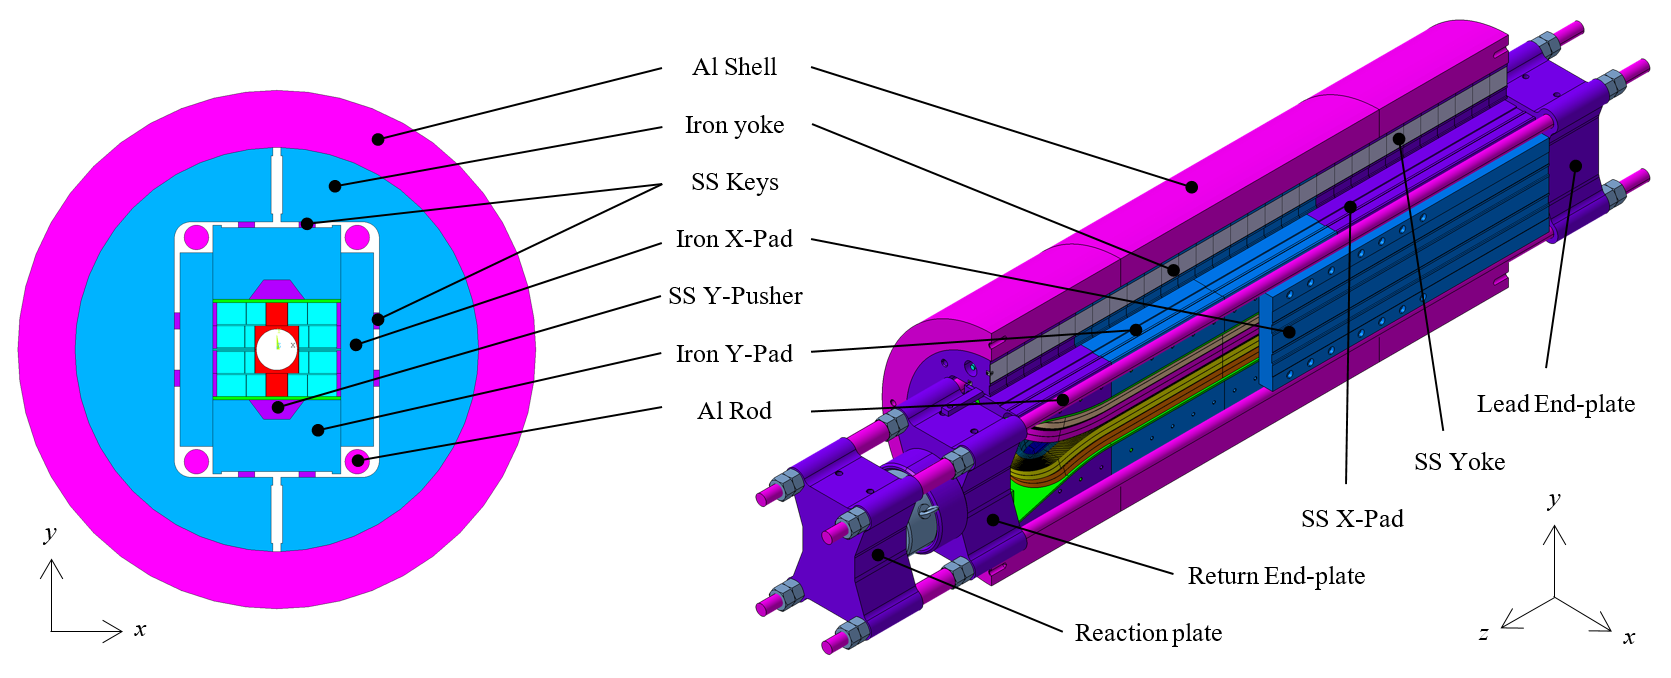 Al Shell
Iron yoke
SS Keys
Iron X-Pad
SS Y-Pusher
Iron Y-Pad
Al Rod
Lead End-plate
SS Yoke
SS X-Pad
Return End-plate
Reaction plate
y
x
y
z
x
x